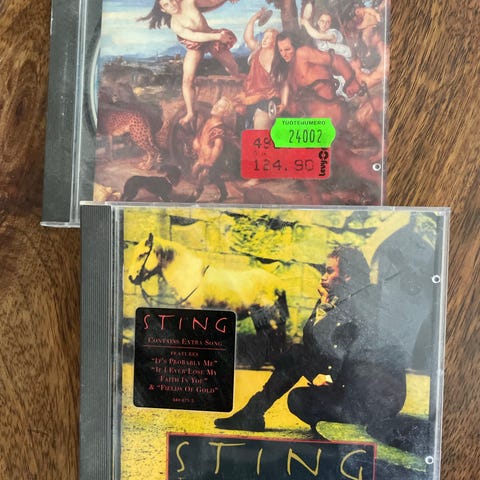 TUOTENUMERO
24002
49
124.90
STING
CONTAINS EXTRA SONG
FEATURES
"IT'S PROBABLY ME"
"IF I EVER LOSE MY
FAITH IN YOU"
& "FIELDS OF GOLD"
STING